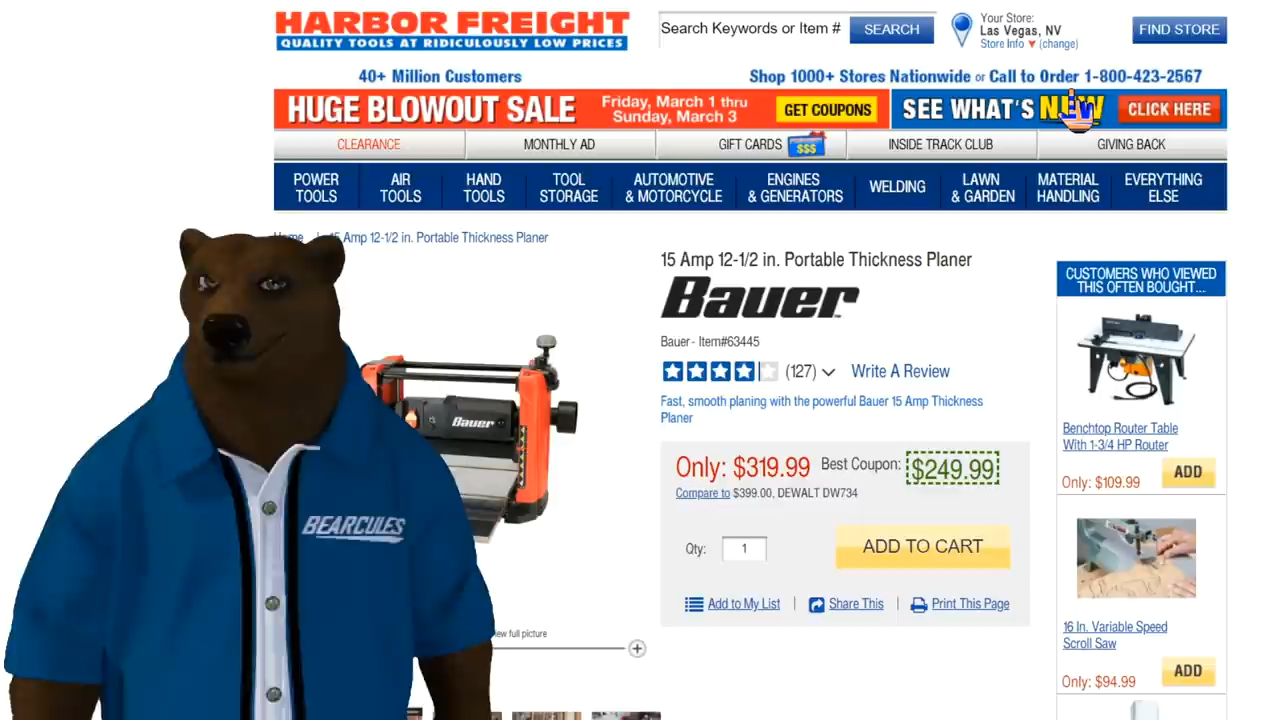 HARBOR FREIGHT
QUALITY TOOLS AT RIDICULOUSLY LOW PRICES
Search Keywords or Item #
SEARCH
Your Store:
Las Vegas, NV
Store Info ▼ (change)
FIND STORE
40+ Million Customers
Shop 1000+ Stores Nationwide or Call to Order 1-800-423-2567
HUGE BLOWOUT SALE
Friday, March 1 thru
Sunday, March 3
GET COUPONS
SEE WHAT'S NEW
CLICK HERE
CLEARANCE
MONTHLY AD
GIFT CARDS
$$$
INSIDE TRACK CLUB
GIVING BACK
POWER
TOOLS
AIR
TOOLS
HAND
TOOLS
TOOL
STORAGE
AUTOMOTIVE
& MOTORCYCLE
ENGINES
& GENERATORS
WELDING
LAWN
& GARDEN
MATERIAL
HANDLING
EVERYTHING
ELSE
Home
15 Amp 12-1/2 in. Portable Thickness Planer
15 Amp 12-1/2 in. Portable Thickness Planer
Bauer
Bauer - Item#63445
(127)
Write A Review
Fast, smooth planing with the powerful Bauer 15 Amp Thickness
Planer
Only: $319.99
Best Coupon: $249.99
Compare to $399.00, DEWALT DW734
Qty: 1
ADD TO CART
Add to My List
Share This
Print This Page
Bauer
BEARCULES
full picture
CUSTOMERS WHO VIEWED
THIS OFTEN BOUGHT...
Benchtop Router Table
With 1-3/4 HP Router
Only: $109.99
ADD
16 In. Variable Speed
Scroll Saw
Only: $94.99
ADD